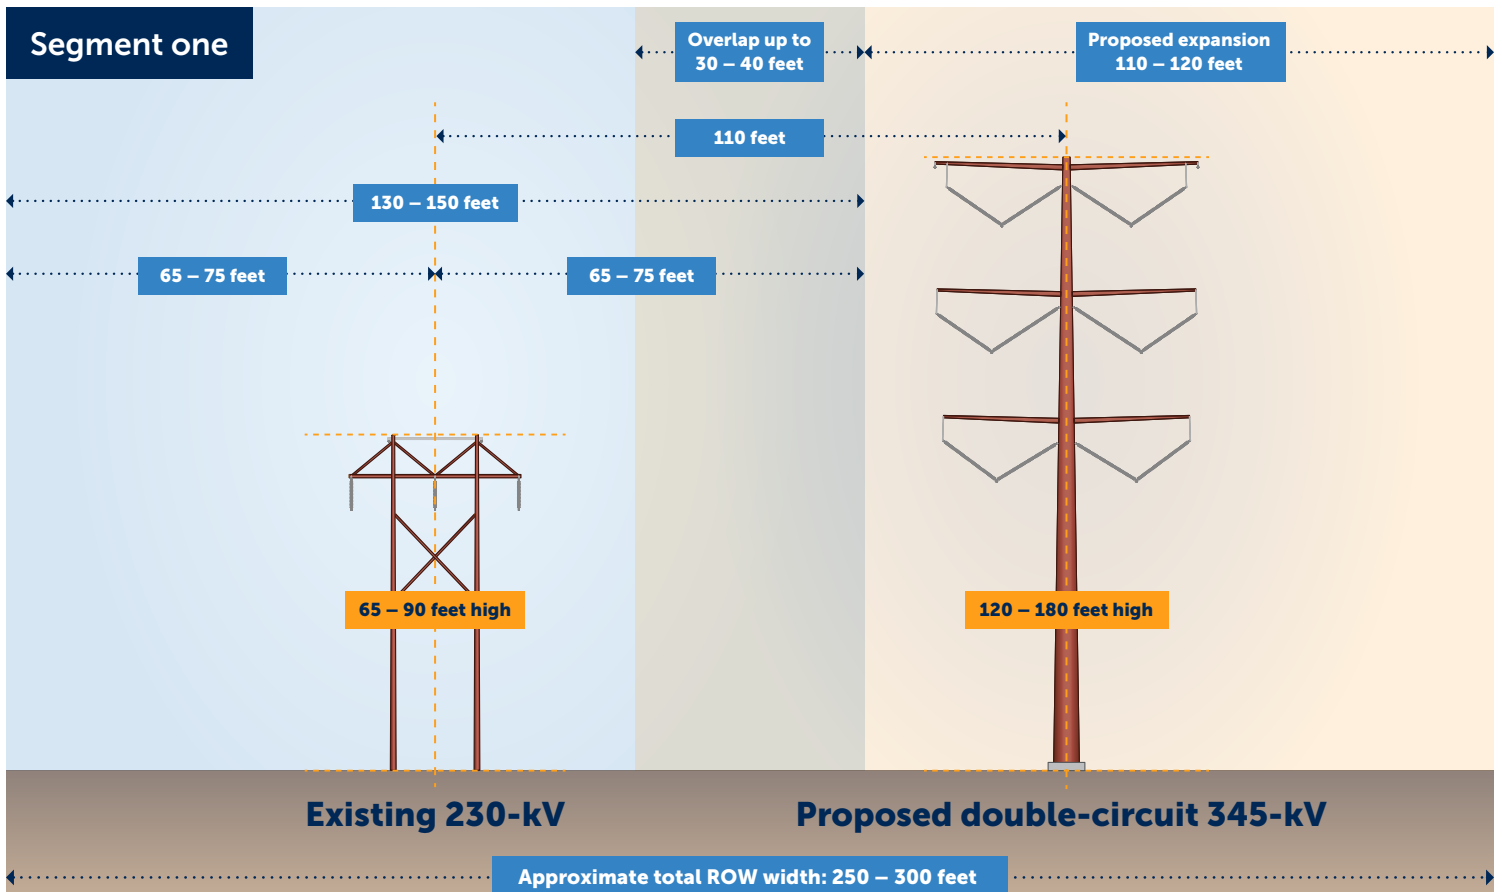 Segment one
Overlap up to
30 – 40 feet
Proposed expansion
110 – 120 feet
110 feet
130 – 150 feet
65 – 75 feet
65 – 75 feet
65 – 90 feet high
120 – 180 feet high
Existing 230-kV
Proposed double-circuit 345-kV
Approximate total ROW width: 250 – 300 feet